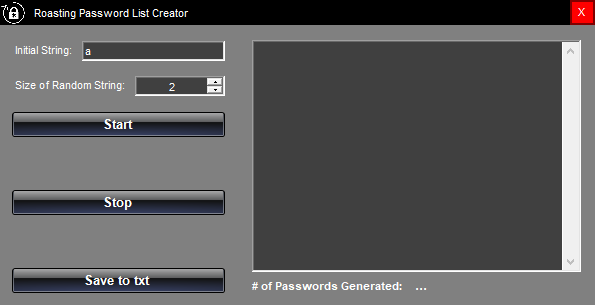 Roasting Password List Creator
X
Initial String: a
Size of Random String: 2
Start
Stop
Save to txt
# of Passwords Generated: ...